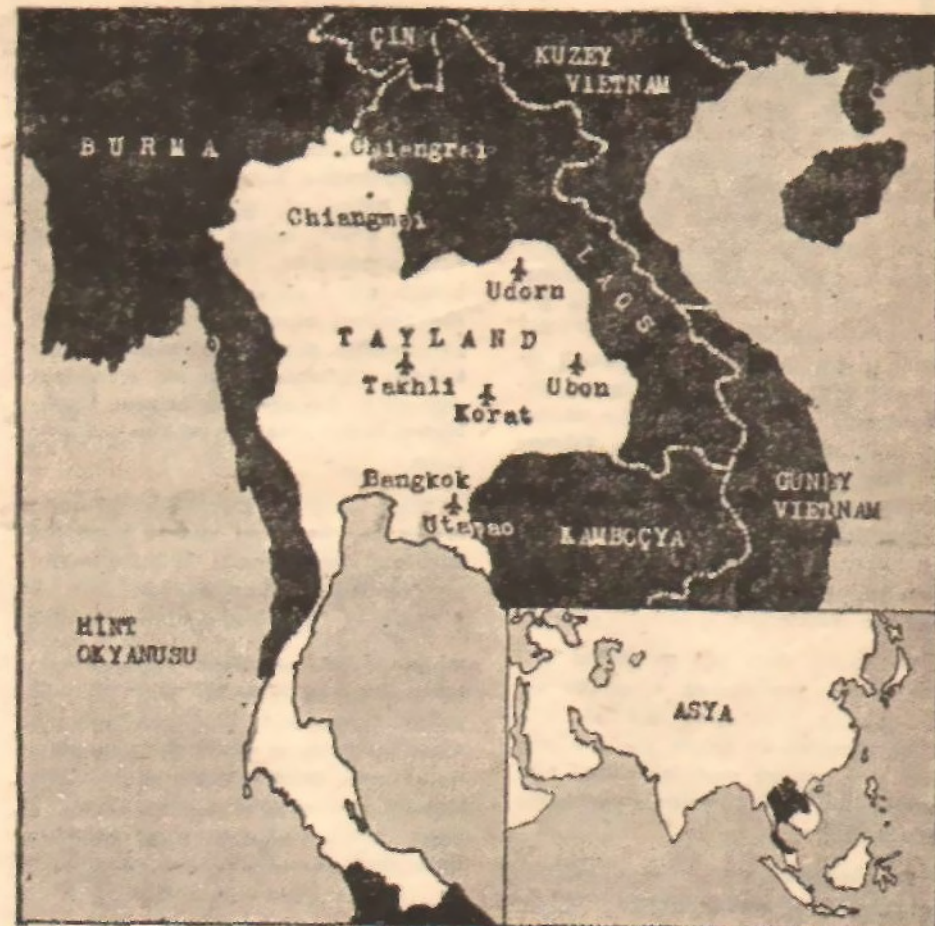 ÇİN
KUZEY
VIETNAM
BURMA
Chiangrai
Chiangmai
LAOS
Udorn
TAYLAND
Takhli
Ubon
Korat
Bangkok
Utapao
GUNEY
VIETNAM
KAMBOÇYA
HİNT
OKYANUSU
ASYA